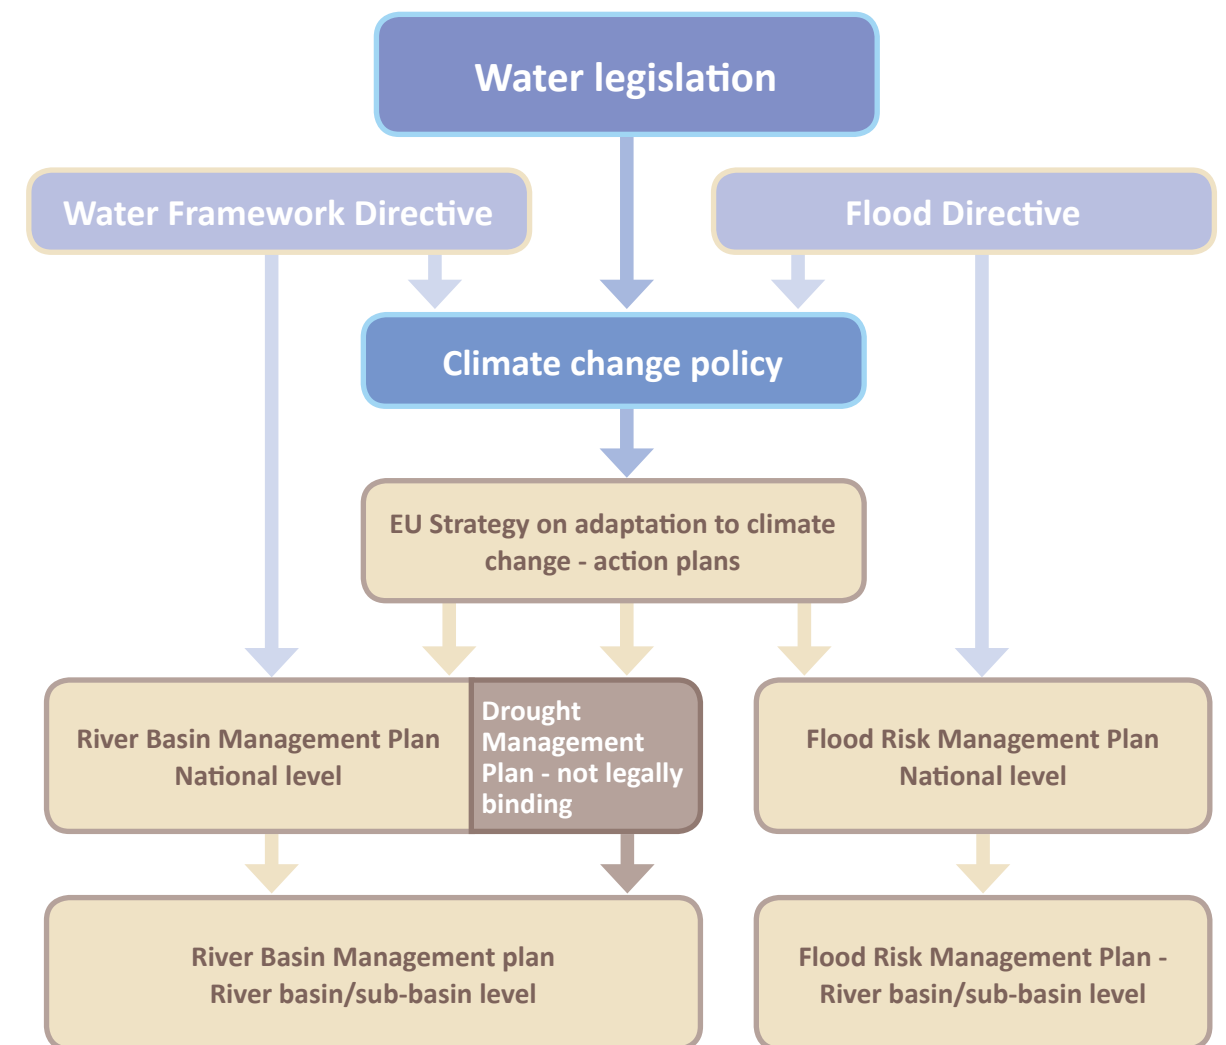 Water legislation
Water Framework Directive
Flood Directive
Climate change policy
EU Strategy on adaptation to climate
change - action plans
River Basin Management Plan
National level
Drought
Management
Plan - not legally
binding
Flood Risk Management Plan
National level
River Basin Management plan
River basin/sub-basin level
Flood Risk Management Plan -
River basin/sub-basin level